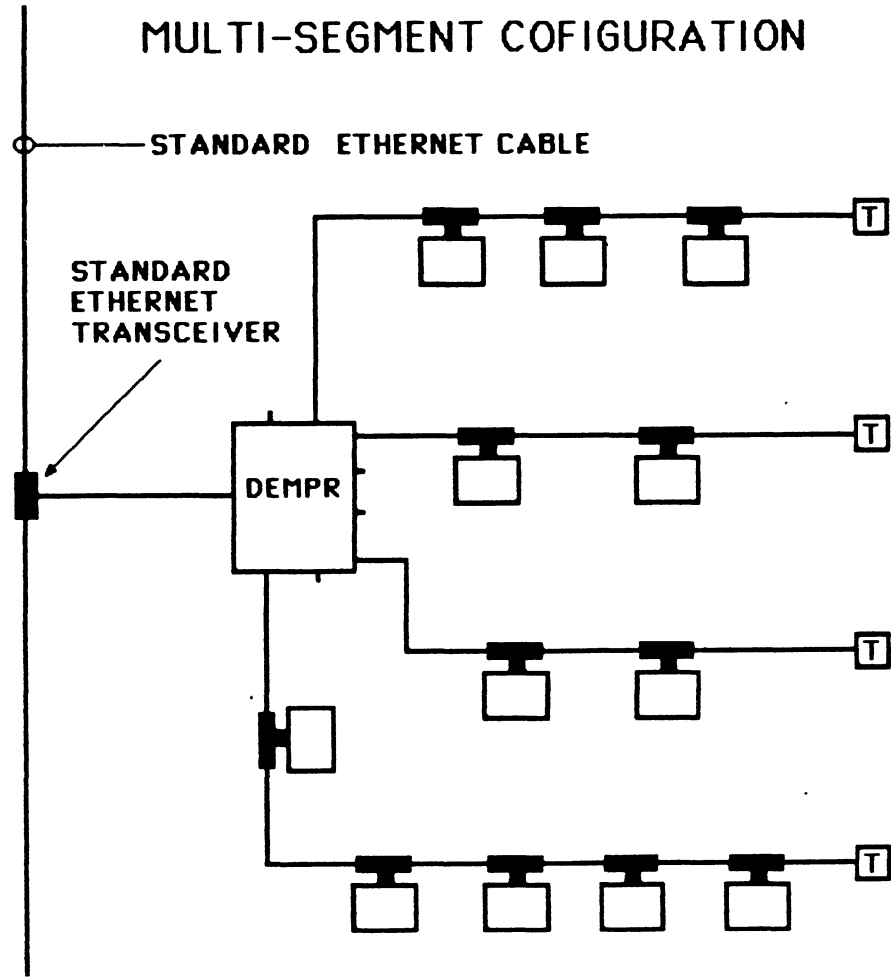 MULTI-SEGMENT COFIGURATION
STANDARD ETHERNET CABLE
STANDARD
ETHERNET
TRANSCEIVER
DEMPR
T
T
T
T